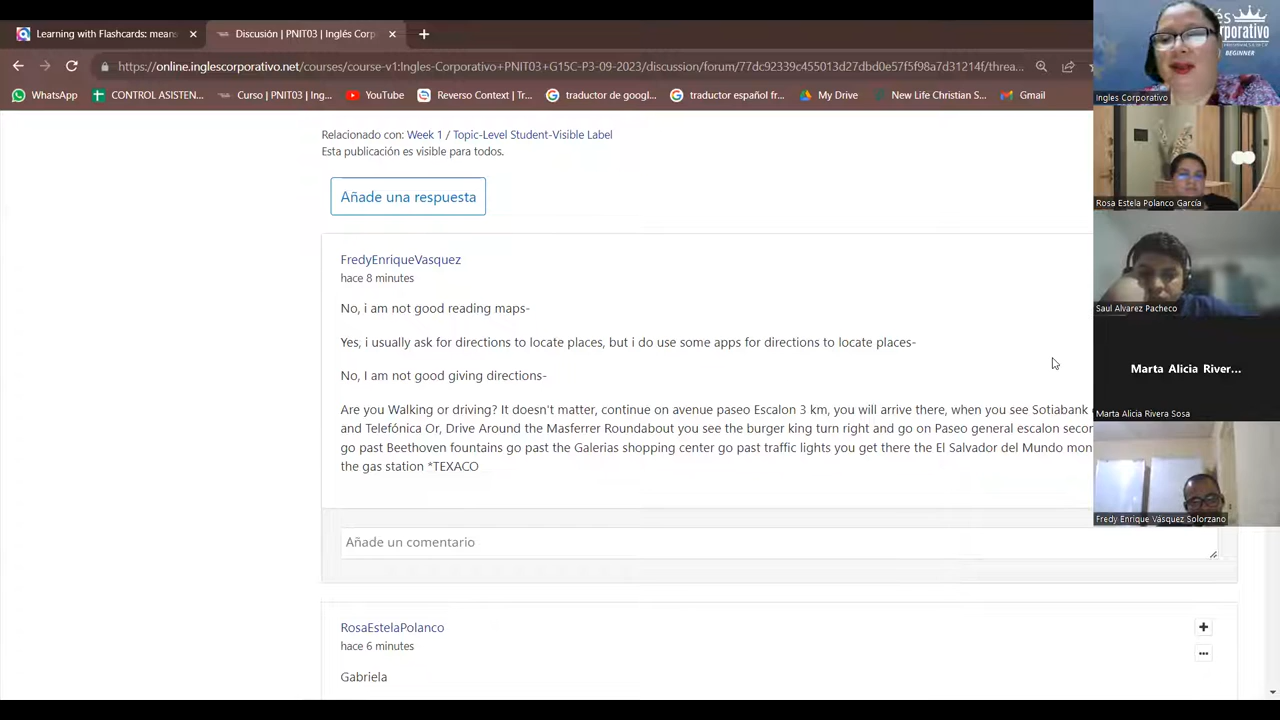 Learning with Flashcards: mean
Discusión | PNIT03 | Inglés Corp
https://online.inglescorporativo.net/courses/course-v1:Ingles-Corporativo+PNIT03+615C-P3-09-2023/discussion/forum/77dc92339c455013d27dbd0e57f5f98a7d31214f/threa...
WhatsApp
CONTROL ASISTEN...
Curso | PNIT03 | Ing...
YouTube
Reverso Context | Tr...
traductor de googl...
traductor español fr...
My Drive
New Life Christian S...
Gmail
Relacionado con: Week 1 / Topic-Level Student-Visible Label
Esta publicación es visible para todos.
Añade una respuesta
FredyEnriqueVasquez
hace 8 minutes
No, i am not good reading maps-
Yes, i usually ask for directions to locate places, but i do use some apps for directions to locate places-
No, I am not good giving directions-
Are you Walking or driving? It doesn't matter, continue on avenue paseo Escalon 3 km, you will arrive there, when you see Sotiabank
and Telefónica Or, Drive Around the Masferrer Roundabout you see the burger king turn right and go on Paseo general escalon secon
go past Beethoven fountains go past the Galerias shopping center go past traffic lights you get there the El Salvador del Mundo mon
the gas station *TEXACO
Añade un comentario
RosaEstelaPolanco
hace 6 minutes
Gabriela
és
rporativo
BEGINNER
Ingles Corporativo
Rosa Estela Polanco García
Saul Alvarez Pacheco
Marta Alicia River...
Marta Alicia Rivera Sosa
Fredy Enrique Vásquez Solorzano